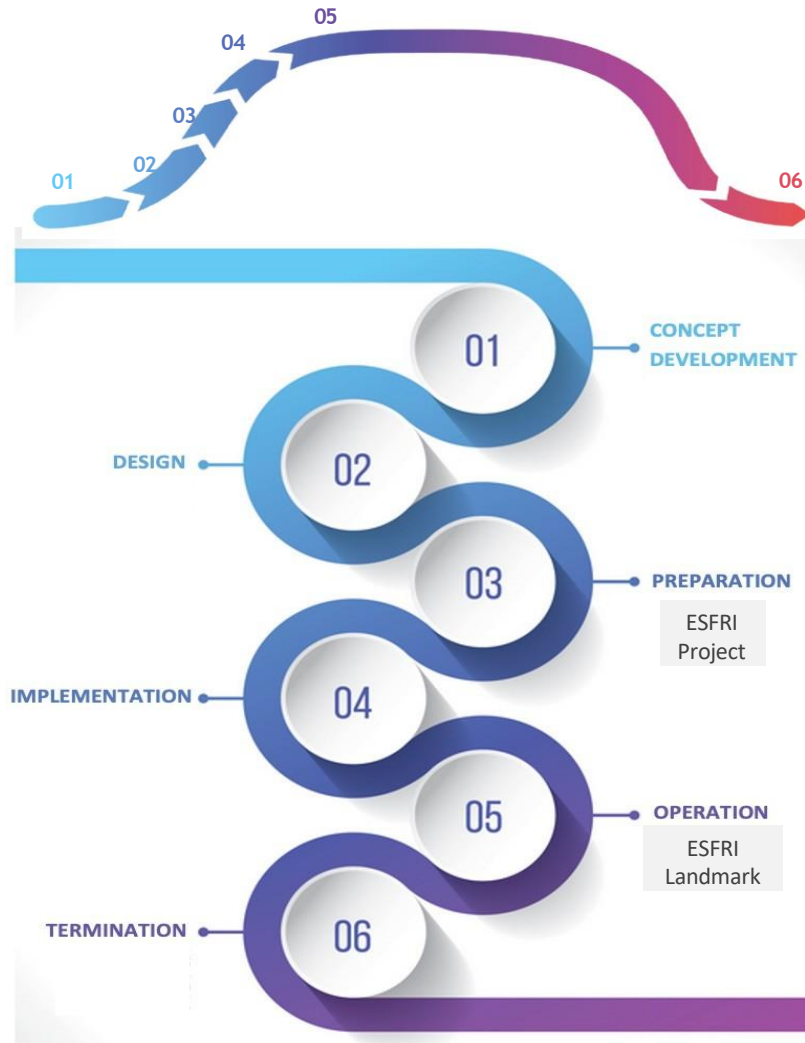 05
04
03
02
01
06
01
CONCEPT
DEVELOPMENT
DESIGN
02
03
PREPARATION
ESFRI
Project
IMPLEMENTATION
04
05
OPERATION
ESFRI
Landmark
TERMINATION
06